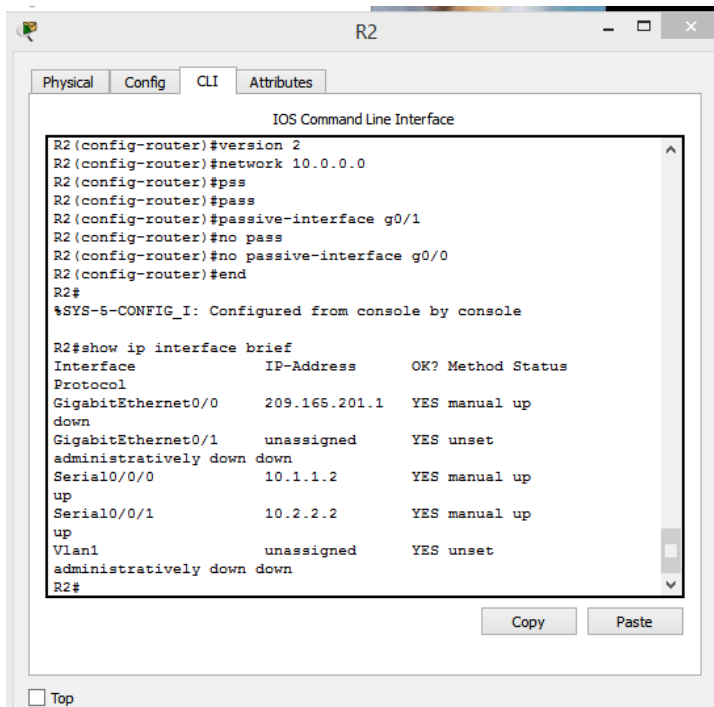 R2
Physical Config CLI Attributes
IOS Command Line Interface
R2(config-router)#version 2
R2(config-router)#network 10.0.0.0
R2(config-router)#pss
R2(config-router)#pass
R2(config-router)#passive-interface g0/1
R2(config-router)#no pass
R2(config-router)#no passive-interface g0/0
R2(config-router)#end
R2#
%SYS-5-CONFIG_I: Configured from console by console
R2#show ip interface brief
Interface IP-Address OK? Method Status
Protocol
GigabitEthernet0/0 209.165.201.1 YES manual up
down
GigabitEthernet0/1 unassigned YES unset
administratively down down
Serial0/0/0 10.1.1.2 YES manual up
up
Serial0/0/1 10.2.2.2 YES manual up
up
Vlan1 unassigned YES unset
administratively down down
R2#
Copy Paste
Top